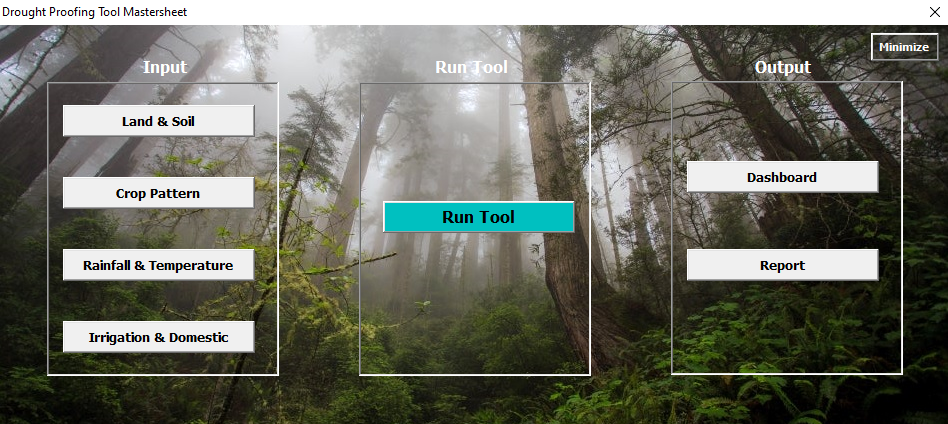 Drought Proofing Tool Mastersheet
Minimize
Input
Land & Soil
Crop Pattern
Rainfall & Temperature
Irrigation & Domestic
Run Tool
Run Tool
Output
Dashboard
Report